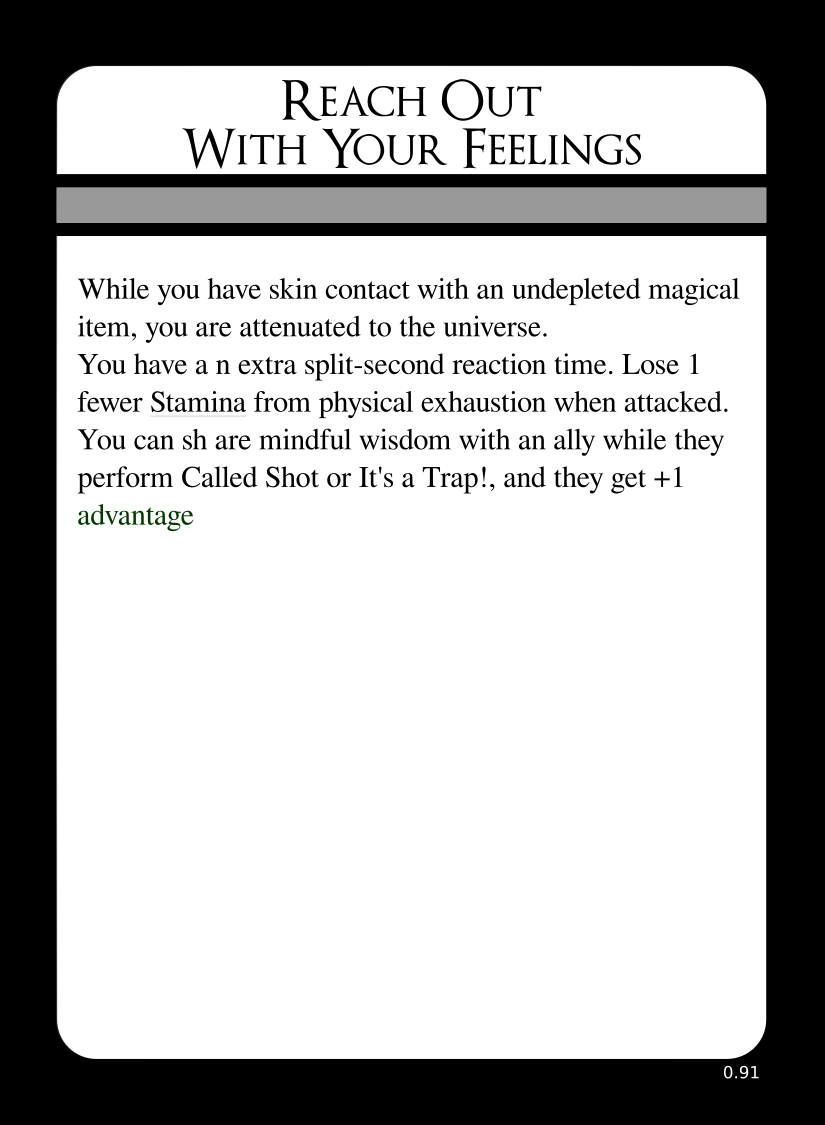 Reach Out
With Your Feelings
While you have skin contact with an undepleted magical
item, you are attenuated to the universe.
You have a n extra split-second reaction time. Lose 1
fewer Stamina from physical exhaustion when attacked.
You can sh are mindful wisdom with an ally while they
perform Called Shot or It's a Trap!, and they get +1
advantage
0.91